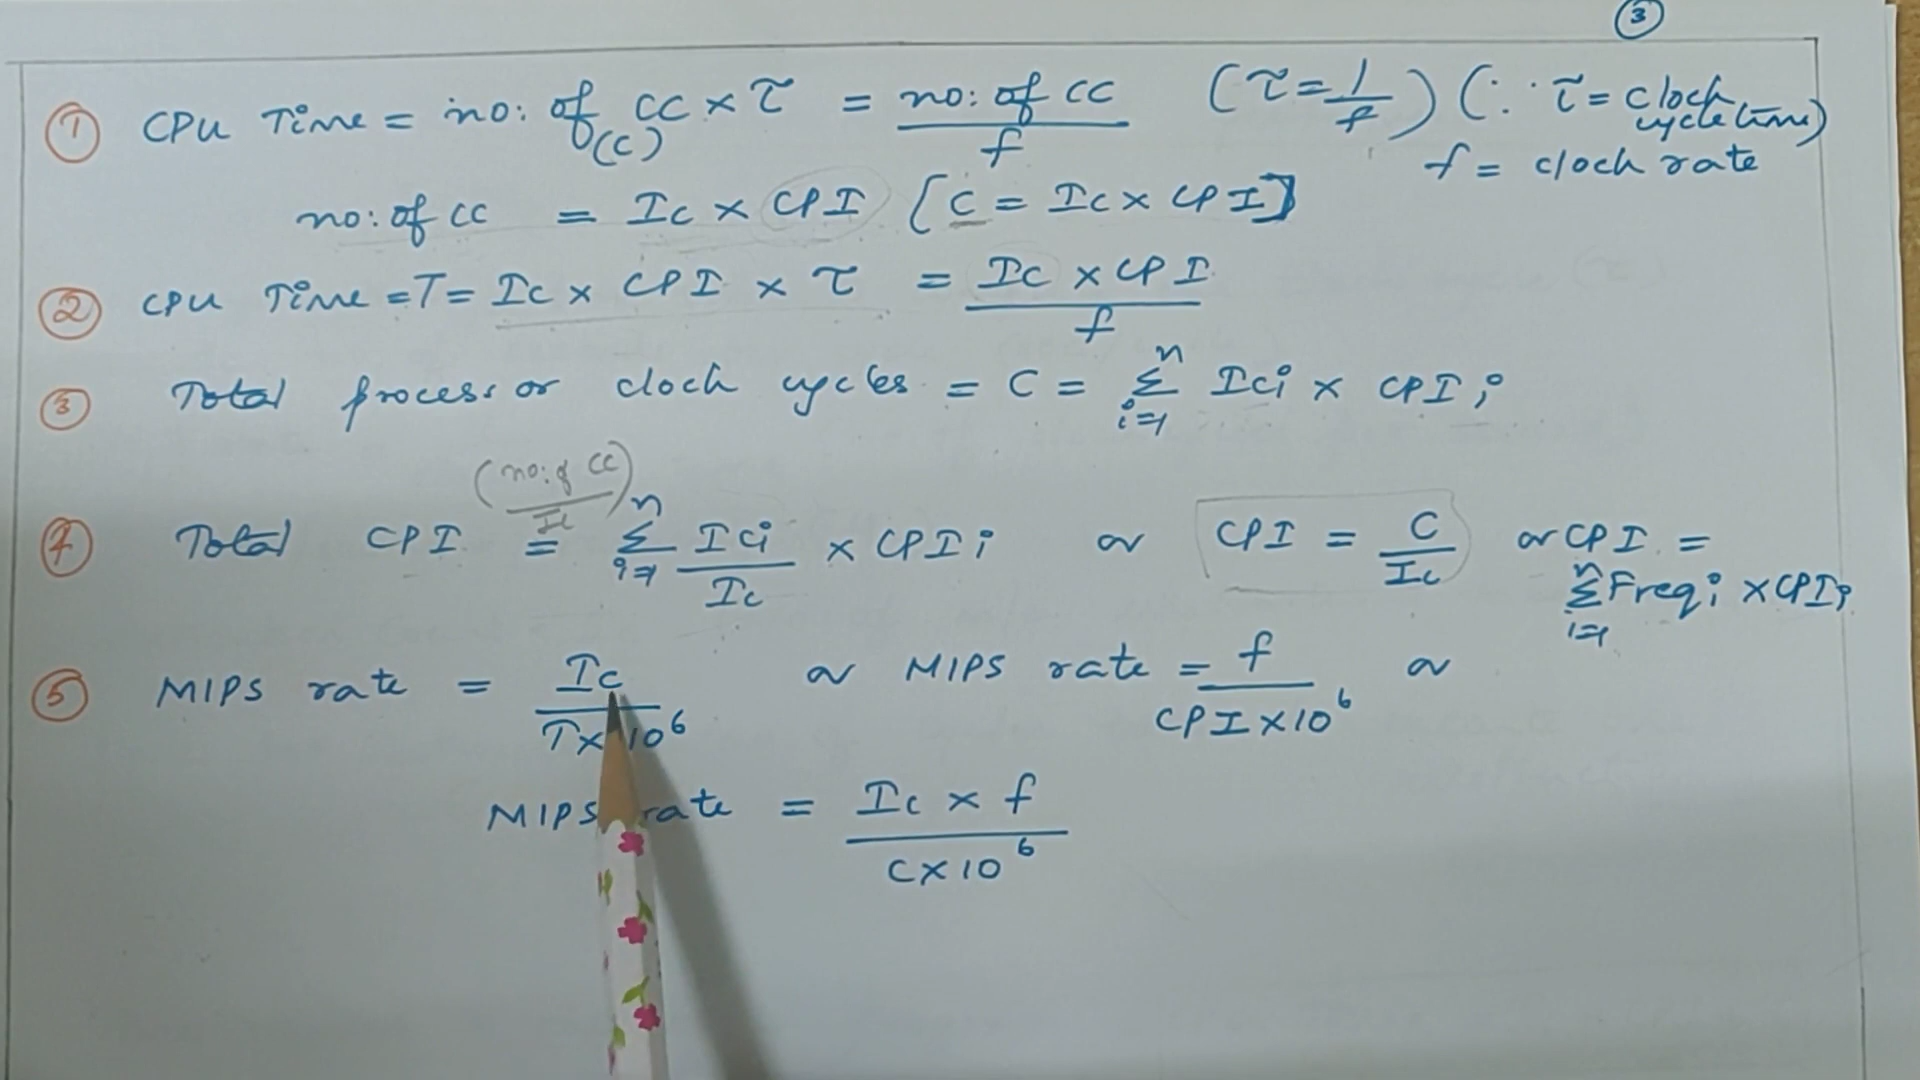 3
1 CPU Time = no: of CC (C) × τ = no: of CC / f (τ = 1/f) (∵ τ = clock cycle time)
f = clock rate
no: of CC = Ic × CPI [C = Ic × CPI]
2 CPU Time = T = Ic × CPI × τ = Ic × CPI / f
3 Total processor clock cycles = C = Σ i=1 n Ici × CPIi
(no: of CC / Ic)
4 Total CPI = Σ i=1 n Ici / Ic × CPIi or CPI = C / Ic or CPI =
Σ i=1 n Freqi × CPIi
5 MIPS rate = Ic / T × 10^6 or MIPS rate = f / CPI × 10^6 or
MIPS rate = Ic × f / C × 10^6